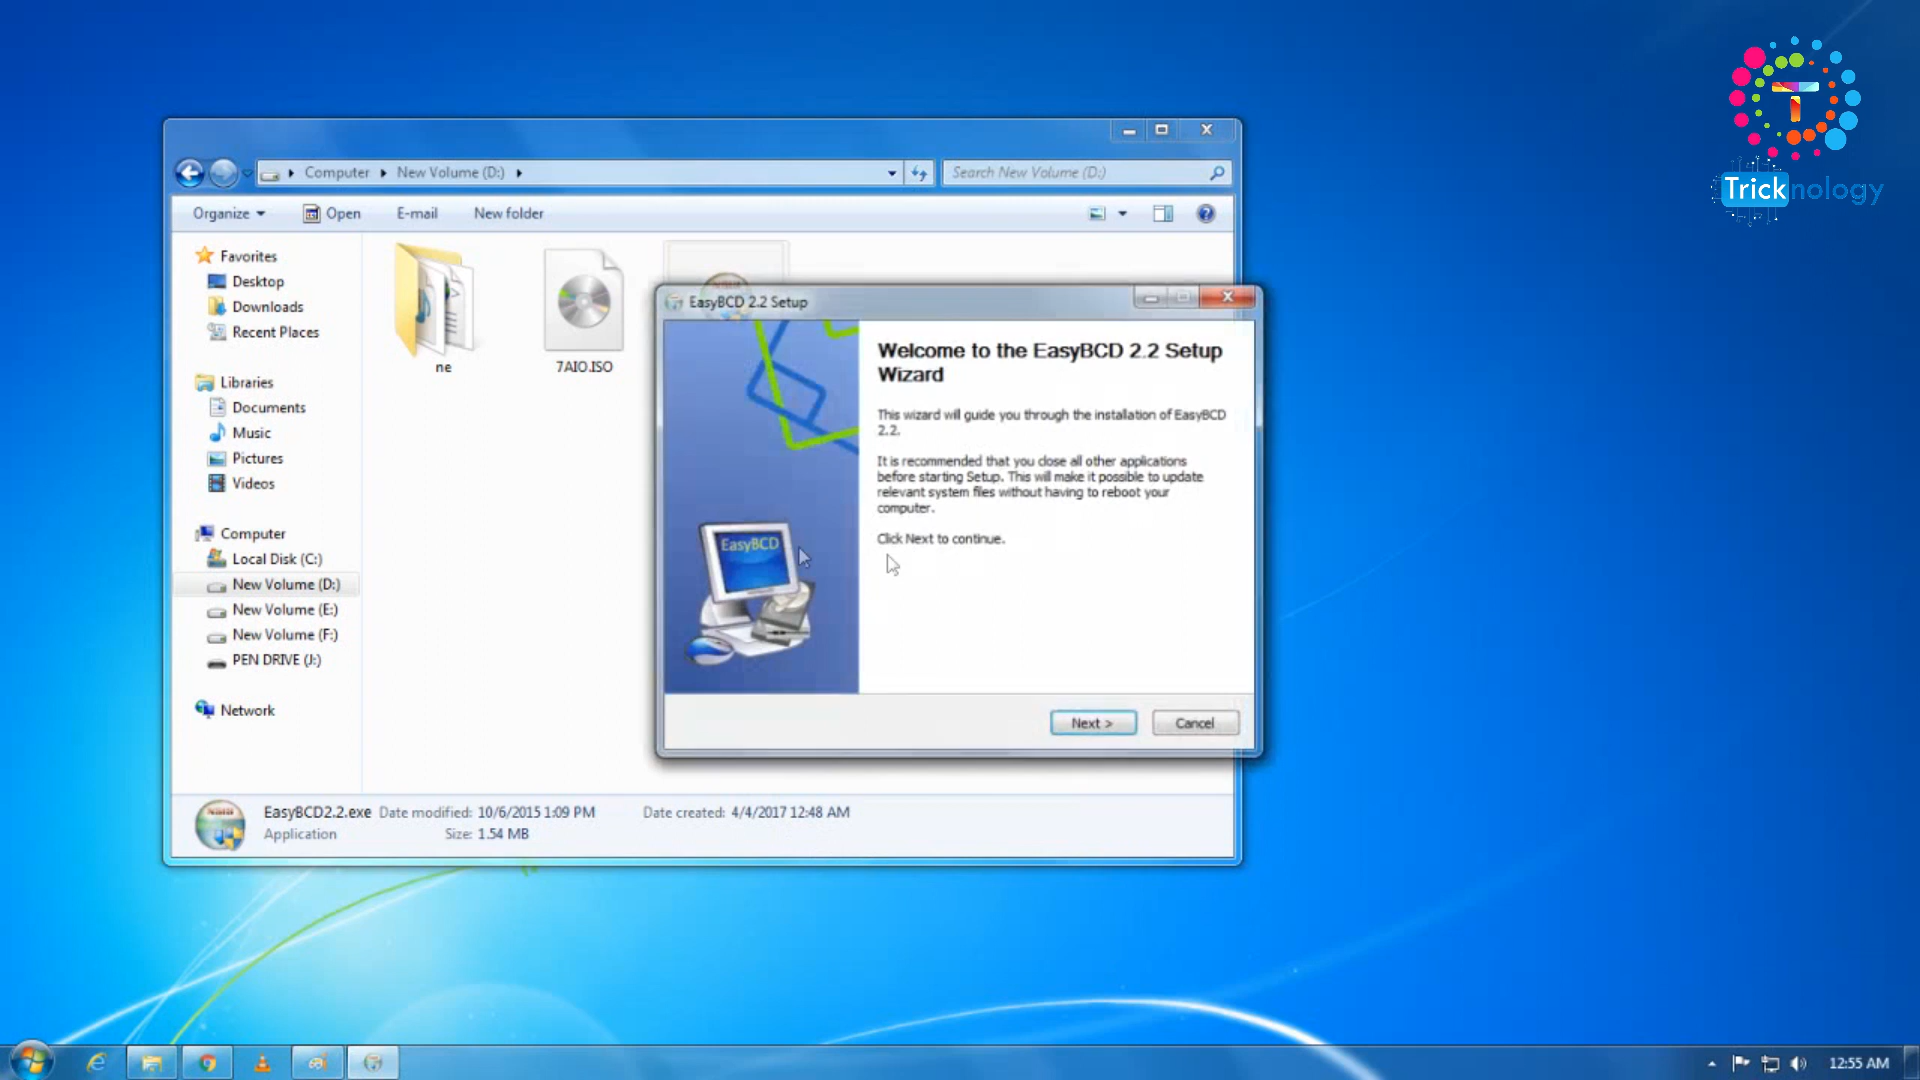 T
Tricknology
Computer
New Volume (D:)
Search New Volume (D:)
Organize
Open
E-mail
New folder
Favorites
Desktop
Downloads
Recent Places
Libraries
Documents
Music
Pictures
Videos
Computer
Local Disk (C:)
New Volume (D:)
New Volume (E:)
New Volume (F:)
PEN DRIVE (J:)
Network
ne
7AIO.ISO
EasyBCD 2.2 Setup
Welcome to the EasyBCD 2.2 Setup
Wizard
This wizard will guide you through the installation of EasyBCD
2.2.
It is recommended that you close all other applications
before starting Setup. This will make it possible to update
relevant system files without having to reboot your
computer.
Click Next to continue.
EasyBCD
Next >
Cancel
EasyBCD2.2.exe Date modified: 10/6/2015 1:09 PM Date created: 4/4/2017 12:48 AM
Application Size: 1.54 MB
12:55 AM